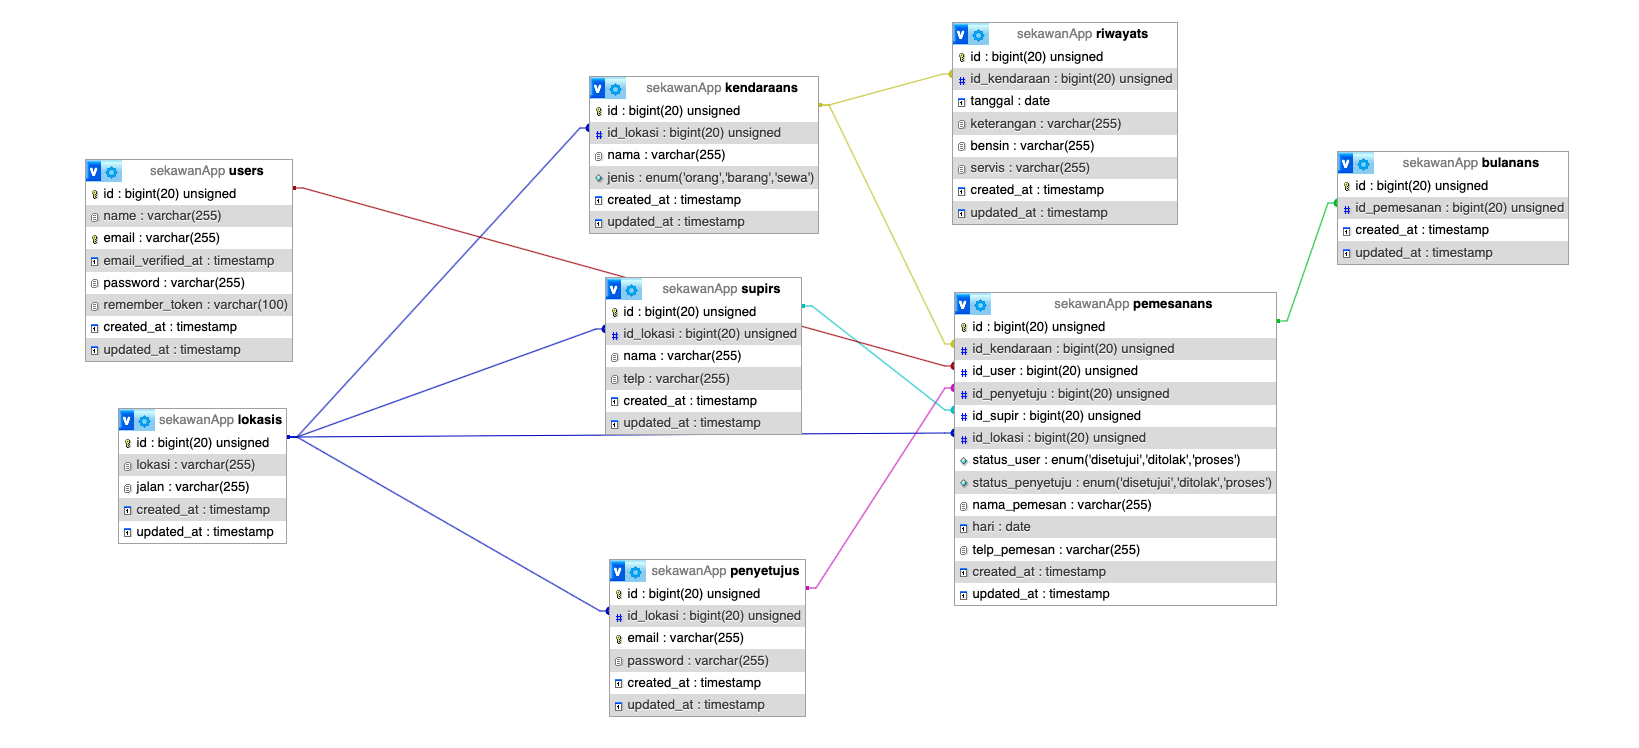 sekawanApp users
id : bigint(20) unsigned
name : varchar(255)
email : varchar(255)
email_verified_at : timestamp
password : varchar(255)
remember_token : varchar(100)
created_at : timestamp
updated_at : timestamp
sekawanApp lokasis
id : bigint(20) unsigned
lokasi : varchar(255)
jalan : varchar(255)
created_at : timestamp
updated_at : timestamp
sekawanApp kendaraans
id : bigint(20) unsigned
id_lokasi : bigint(20) unsigned
nama : varchar(255)
jenis : enum('orang','barang','sewa')
created_at : timestamp
updated_at : timestamp
sekawanApp supirs
id : bigint(20) unsigned
id_lokasi : bigint(20) unsigned
nama : varchar(255)
telp : varchar(255)
created_at : timestamp
updated_at : timestamp
sekawanApp penyetujus
id : bigint(20) unsigned
id_lokasi : bigint(20) unsigned
email : varchar(255)
password : varchar(255)
created_at : timestamp
updated_at : timestamp
sekawanApp riwayats
id : bigint(20) unsigned
id_kendaraan : bigint(20) unsigned
tanggal : date
keterangan : varchar(255)
bensin : varchar(255)
servis : varchar(255)
created_at : timestamp
updated_at : timestamp
sekawanApp pemesanans
id : bigint(20) unsigned
id_kendaraan : bigint(20) unsigned
id_user : bigint(20) unsigned
id_penyetuju : bigint(20) unsigned
id_supir : bigint(20) unsigned
id_lokasi : bigint(20) unsigned
status_user : enum('disetujui','ditolak','proses')
status_penyetuju : enum('disetujui','ditolak','proses')
nama_pemesan : varchar(255)
hari : date
telp_pemesan : varchar(255)
created_at : timestamp
updated_at : timestamp
sekawanApp bulanans
id : bigint(20) unsigned
id_pemesanan : bigint(20) unsigned
created_at : timestamp
updated_at : timestamp